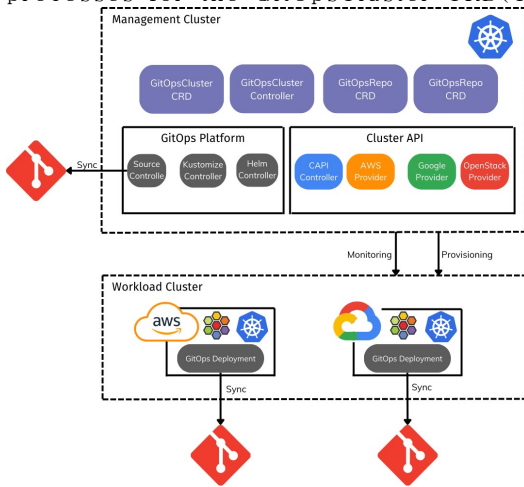 Management Cluster
GitOpsCluster
CRD
GitOpsCluster
Controller
GitOpsRepo
CRD
GitOpsRepo
CRD
GitOps Platform
Cluster API
Sync
Source
Controlle
Kustomize
Controller
Helm
Controller
CAPI
Controller
AWS
Provider
Google
Provider
OpenStack
Provider
Monitoring
Provisioning
Workload Cluster
aws
GitOps Deployment
GitOps Deployment
Sync
Sync